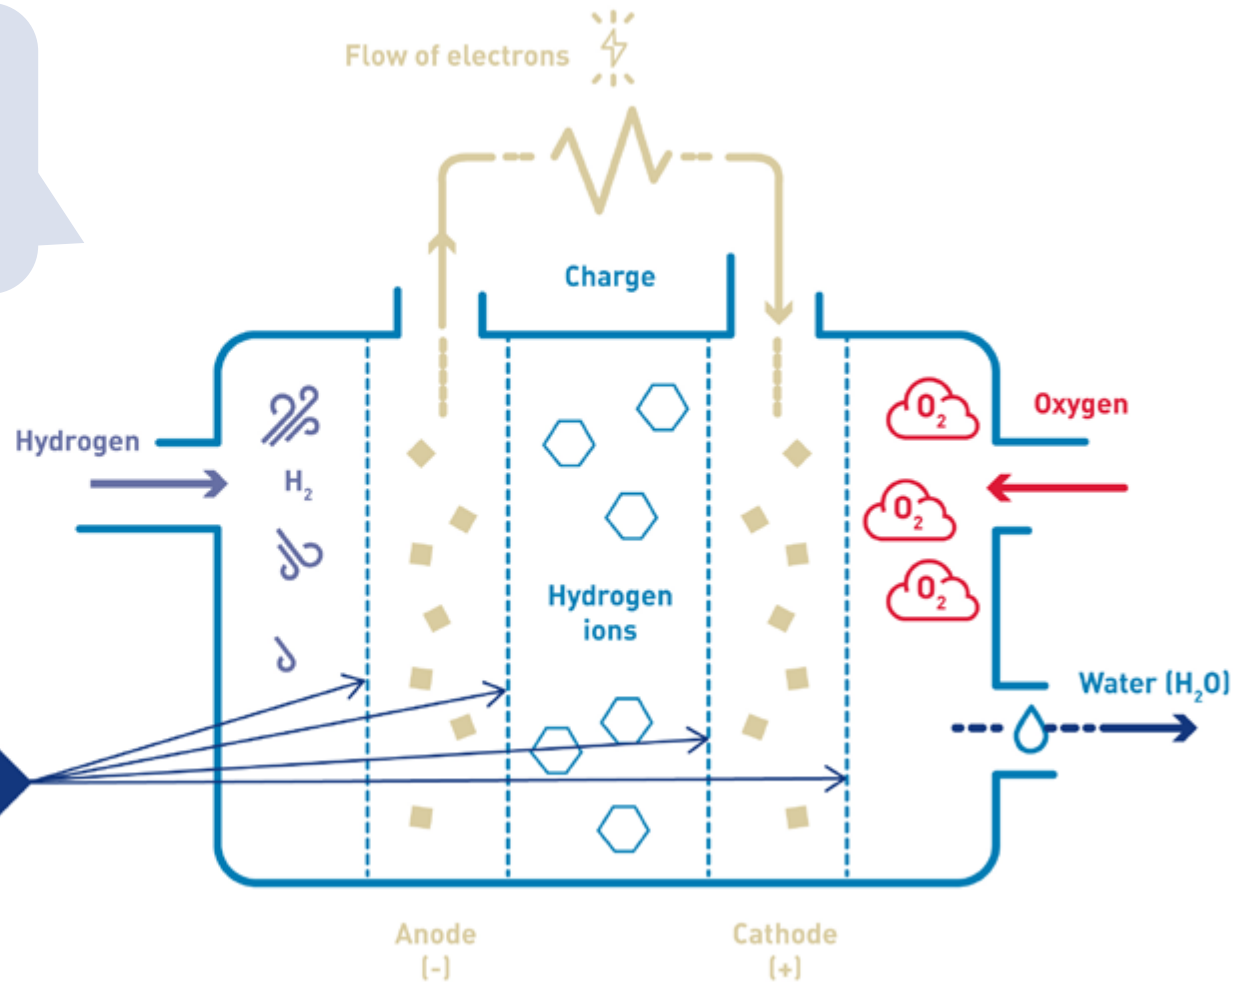 Flow of electrons
Charge
Hydrogen
Oxygen
H₂
O₂
O₂
O₂
Hydrogen
ions
Water (H₂O)
Anode
(-)
Cathode
(+)